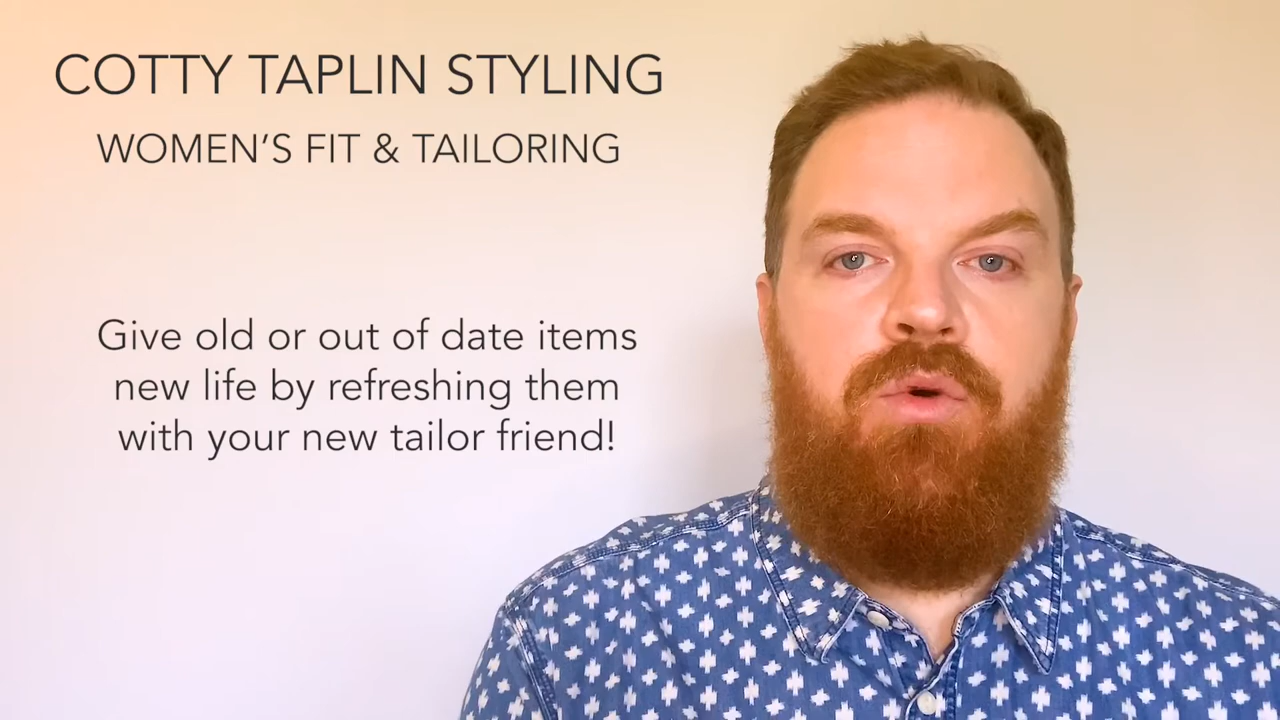 COTTY TAPLIN STYLING
WOMEN'S FIT & TAILORING
Give old or out of date items
new life by refreshing them
with your new tailor friend!